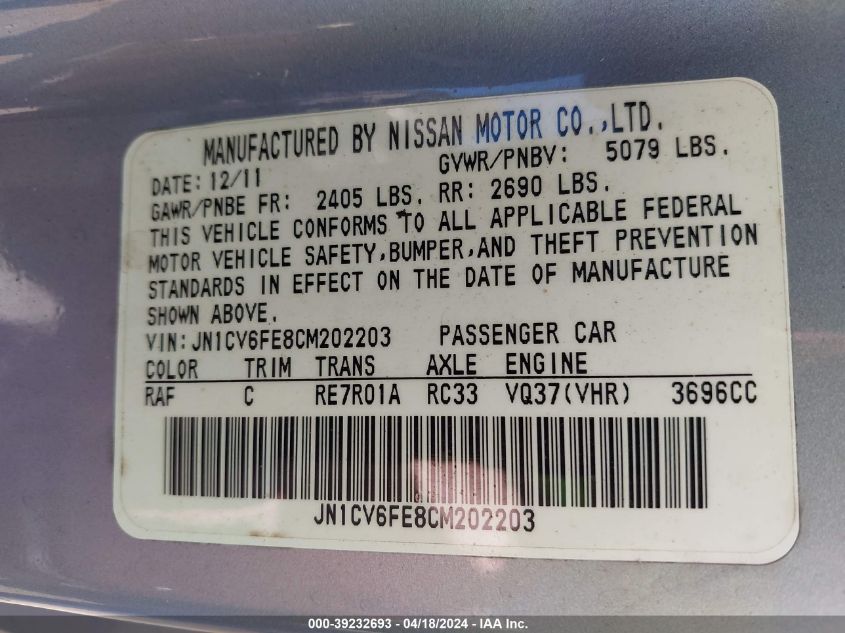 MANUFACTURED BY NISSAN MOTOR CO.,LTD.
DATE: 12/11 GVWR/PNBV: 5079 LBS.
GAWR/PNBE FR: 2405 LBS. RR: 2690 LBS.
THIS VEHICLE CONFORMS TO ALL APPLICABLE FEDERAL
MOTOR VEHICLE SAFETY,BUMPER,AND THEFT PREVENTION
STANDARDS IN EFFECT ON THE DATE OF MANUFACTURE
SHOWN ABOVE.
VIN:JN1CV6FE8CM202203 PASSENGER CAR
COLOR TRIM TRANS AXLE ENGINE
RAF C RE7R01A RC33 VQ37(VHR) 3696CC
JN1CV6FE8CM202203
000-39232693 - 04/18/2024 - IAA Inc.